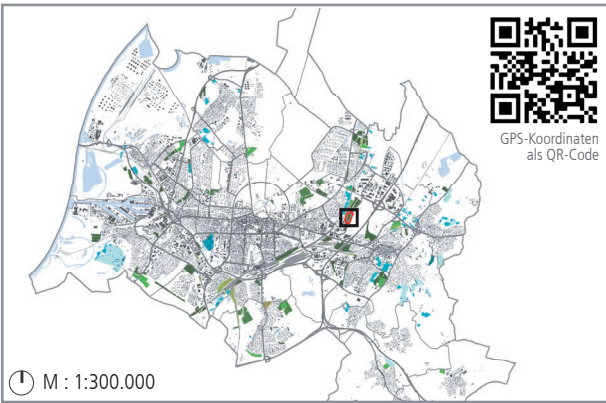 GPS-Koordinaten
als QR-Code
M : 1:300.000